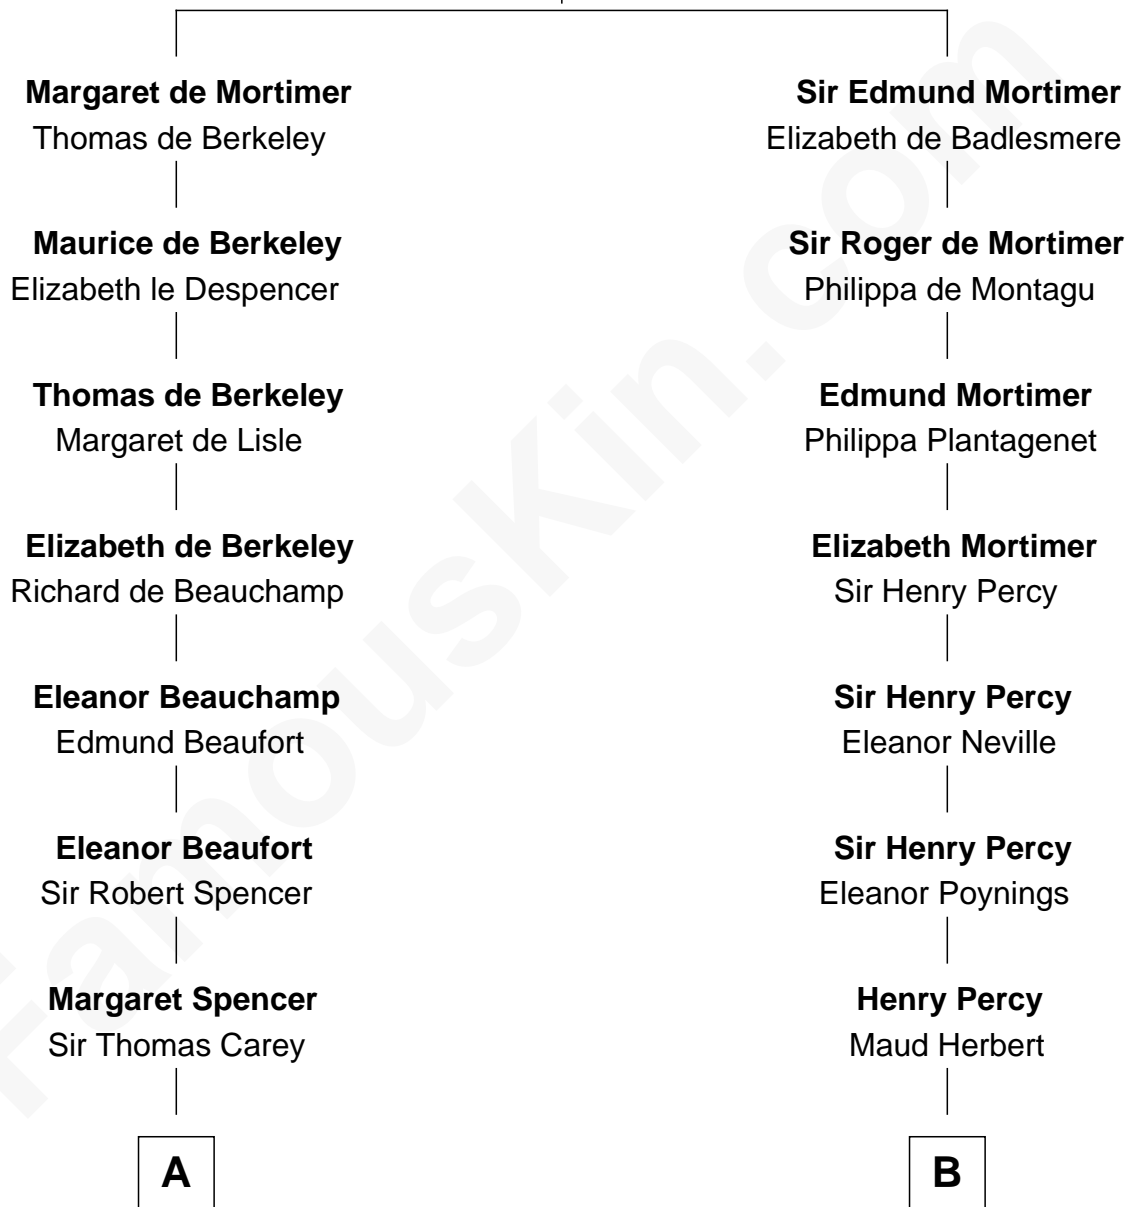 Margaret de Mortimer
Thomas de Berkeley
Maurice de Berkeley
Elizabeth le Despencer
Thomas de Berkeley
Margaret de Lisle
Elizabeth de Berkeley
Richard de Beauchamp
Eleanor Beauchamp
Edmund Beaufort
Eleanor Beaufort
Sir Robert Spencer
Margaret Spencer
Sir Thomas Carey
A
Sir Edmund Mortimer
Elizabeth de Badlesmere
Sir Roger de Mortimer
Philippa de Montagu
Edmund Mortimer
Philippa Plantagenet
Elizabeth Mortimer
Sir Henry Percy
Sir Henry Percy
Eleanor Neville
Sir Henry Percy
Eleanor Poynings
Henry Percy
Maud Herbert
B
FamousKin.com